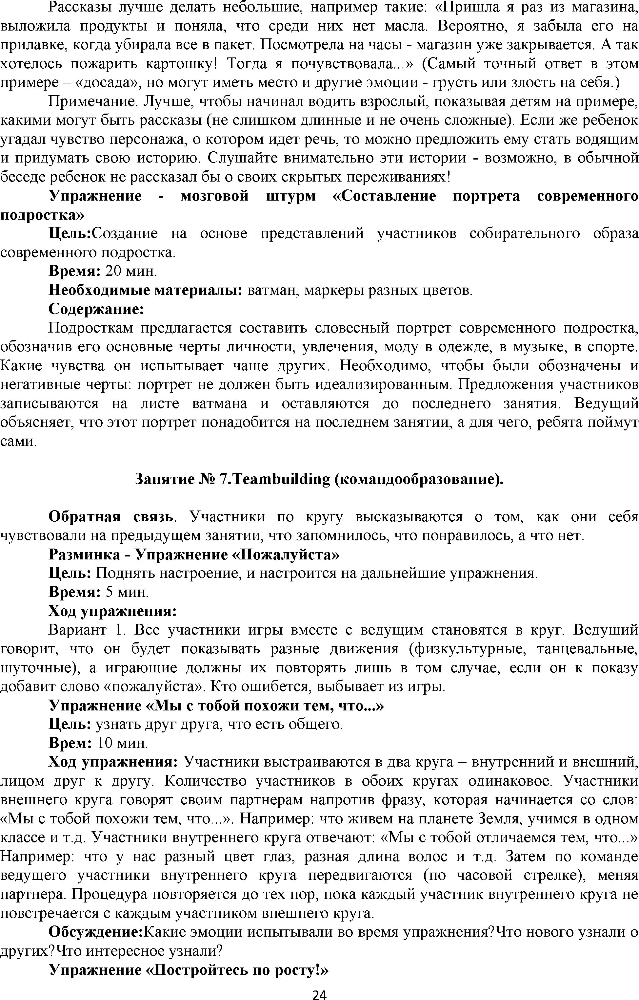 Рассказы лучше делать небольшие, например такие: «Пришла я раз из магазина,
выложила продукты и поняла, что среди них нет масла. Вероятно, я забыла его на
прилавке, когда убирала все в пакет. Посмотрела на часы - магазин уже закрывается. А так
хотелось пожарить картошку! Тогда я почувствовала...» (Самый точный ответ в этом
примере – «досада», но могут иметь место и другие эмоции - грусть или злость на себя.)
Примечание. Лучше, чтобы начинал водить взрослый, показывая детям на примере,
какими могут быть рассказы (не слишком длинные и не очень сложные). Если же ребенок
угадал чувство персонажа, о котором идет речь, то можно предложить ему стать водящим
и придумать свою историю. Слушайте внимательно эти истории - возможно, в обычной
беседе ребенок не рассказал бы о своих скрытых переживаниях!
Упражнение - мозговой штурм «Составление портрета современного
подростка»
Цель:Создание на основе представлений участников собирательного образа
современного подростка.
Время: 20 мин.
Необходимые материалы: ватман, маркеры разных цветов.
Содержание:
Подросткам предлагается составить словесный портрет современного подростка,
обозначив его основные черты личности, увлечения, моду в одежде, в музыке, в спорте.
Какие чувства он испытывает чаще других. Необходимо, чтобы были обозначены и
негативные черты: портрет не должен быть идеализированным. Предложения участников
записываются на листе ватмана и оставляются до последнего занятия. Ведущий
объясняет, что этот портрет понадобится на последнем занятии, а для чего, ребята поймут
сами.
Занятие № 7.Teambuilding (командообразование).
Обратная связь. Участники по кругу высказываются о том, как они себя
чувствовали на предыдущем занятии, что запомнилось, что понравилось, а что нет.
Разминка - Упражнение «Пожалуйста»
Цель: Поднять настроение, и настроится на дальнейшие упражнения.
Время: 5 мин.
Ход упражнения:
Вариант 1. Все участники игры вместе с ведущим становятся в круг. Ведущий
говорит, что он будет показывать разные движения (физкультурные, танцевальные,
шуточные), а играющие должны их повторять лишь в том случае, если он к показу
добавит слово «пожалуйста». Кто ошибется, выбывает из игры.
Упражнение «Мы с тобой похожи тем, что...»
Цель: узнать друг друга, что есть общего.
Врем: 10 мин.
Ход упражнения: Участники выстраиваются в два круга – внутренний и внешний,
лицом друг к другу. Количество участников в обоих кругах одинаковое. Участники
внешнего круга говорят своим партнерам напротив фразу, которая начинается со слов:
«Мы с тобой похожи тем, что...». Например: что живем на планете Земля, учимся в одном
классе и т.д. Участники внутреннего круга отвечают: «Мы с тобой отличаемся тем, что...»
Например: что у нас разный цвет глаз, разная длина волос и т.д. Затем по команде
ведущего участники внутреннего круга передвигаются (по часовой стрелке), меняя
партнера. Процедура повторяется до тех пор, пока каждый участник внутреннего круга не
повстречается с каждым участником внешнего круга.
Обсуждение:Какие эмоции испытывали во время упражнения?Что нового узнали о
других?Что интересное узнали?
Упражнение «Постройтесь по росту!»
24